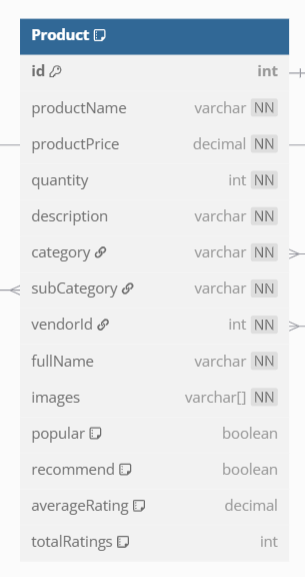 Product
id int
productName varchar NN
productPrice decimal NN
quantity int NN
description varchar NN
category varchar NN
subCategory varchar NN
vendorId int NN
fullName varchar NN
images varchar[] NN
popular boolean
recommend boolean
averageRating decimal
totalRatings int